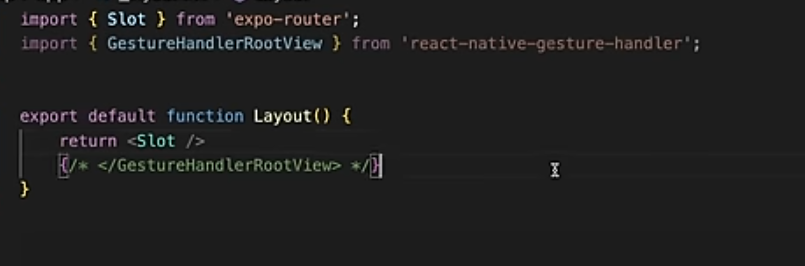 import { Slot } from 'expo-router';
import { GestureHandlerRootView } from 'react-native-gesture-handler';
export default function Layout() {
return <Slot />
{/* </GestureHandlerRootView> */}
}